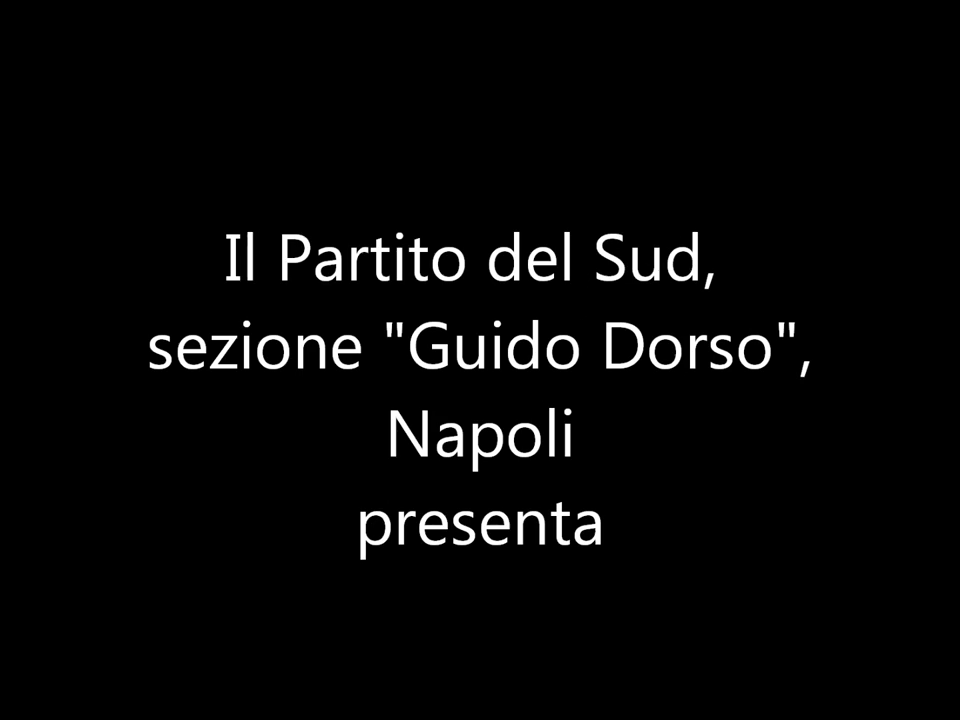 Il Partito del Sud,
sezione "Guido Dorso",
Napoli
presenta